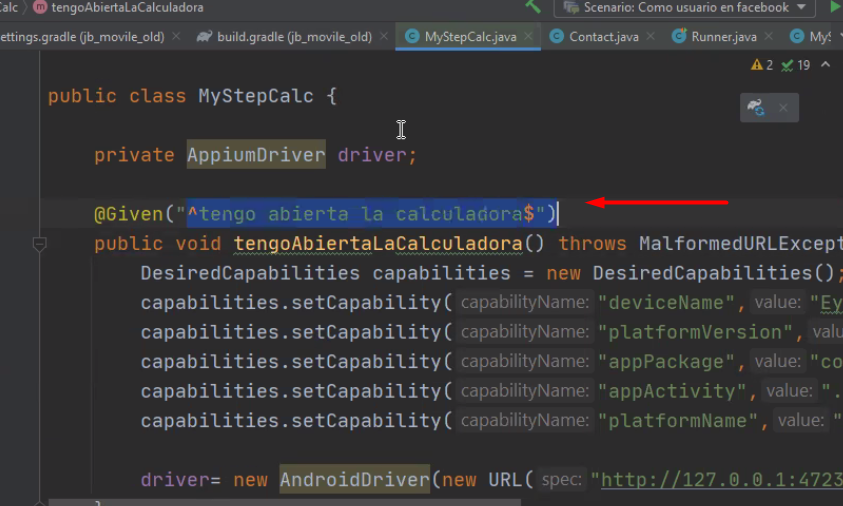 Calc  tengoAbiertaLaCalculadora  Scenario: Como usuario en facebook
ettings.gradle (jb_movile_old)  build.gradle (jb_movile_old)  MyStepCalc.java  Contact.java  Runner.java  MyS
2  19
public class MyStepCalc {
private AppiumDriver driver;
@Given("^tengo abierta la calculadora$")
public void tengoAbiertaLaCalculadora() throws MalformedURLExcept
DesiredCapabilities capabilities = new DesiredCapabilities();
capabilities.setCapability( capabilityName: "deviceName", value: "Ey
capabilities.setCapability( capabilityName: "platformVersion", valu
capabilities.setCapability( capabilityName: "appPackage", value: "co
capabilities.setCapability( capabilityName: "appActivity", value: ".
capabilities.setCapability( capabilityName: "platformName", value: "
driver= new AndroidDriver(new URL( spec: "http://127.0.0.1:4723
}